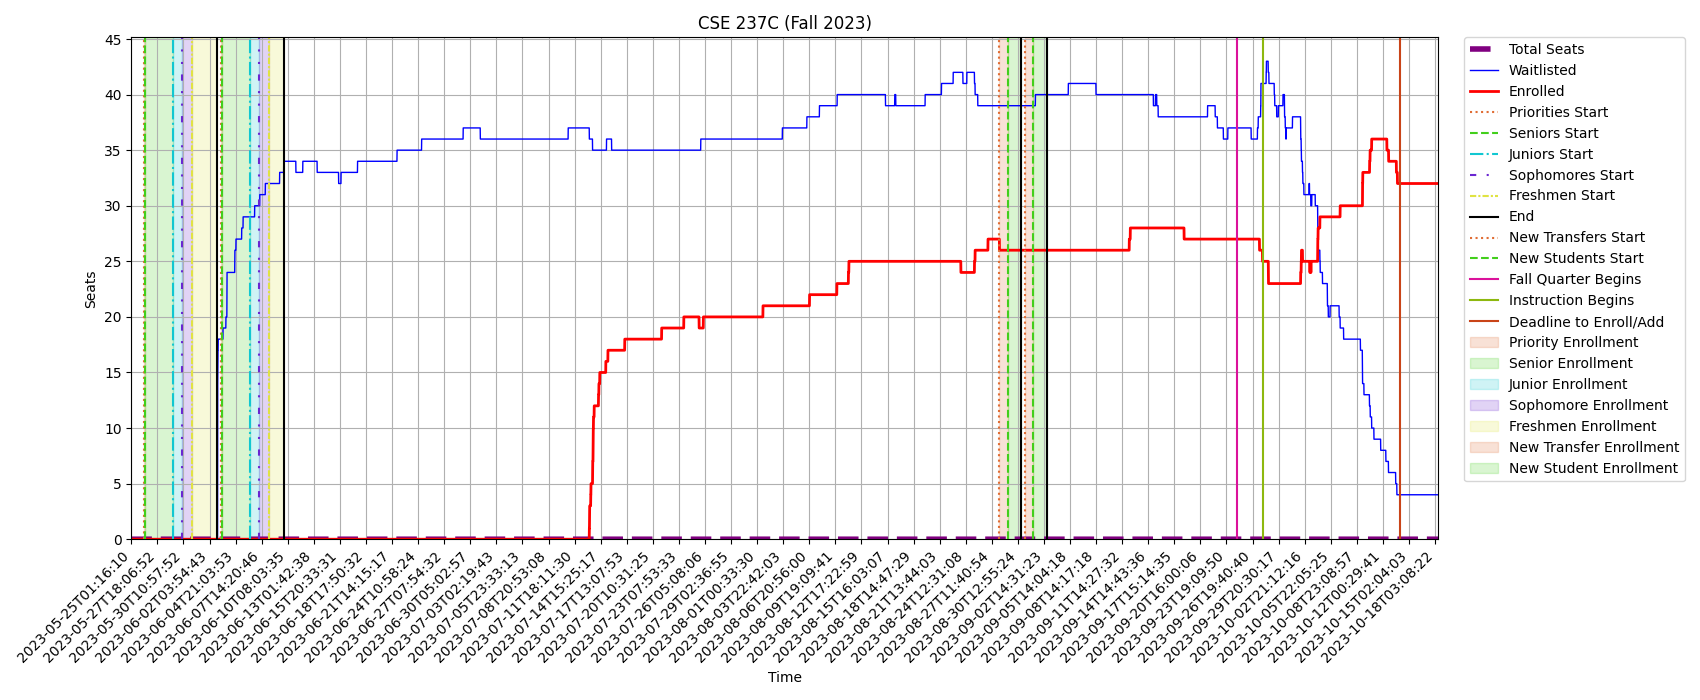 CSE 237C (Fall 2023)
45
40
35
30
25
20
15
10
5
0
Seats
2023-05-25T01:16:10
2023-05-27T18:06:52
2023-05-30T10:57:52
2023-06-02T03:54:43
2023-06-04T21:03:53
2023-06-07T14:20:46
2023-06-10T08:03:35
2023-06-13T01:42:38
2023-06-15T20:33:31
2023-06-18T17:50:32
2023-06-21T14:15:17
2023-06-24T10:58:24
2023-06-27T07:54:32
2023-06-30T05:02:57
2023-07-03T02:19:43
2023-07-05T23:33:13
2023-07-08T20:53:08
2023-07-11T18:11:30
2023-07-14T15:25:17
2023-07-17T13:07:53
2023-07-20T10:31:25
2023-07-23T07:53:33
2023-07-26T05:08:06
2023-07-29T02:36:55
2023-08-01T00:33:30
2023-08-03T22:42:03
2023-08-06T20:56:00
2023-08-09T19:09:41
2023-08-12T17:22:59
2023-08-15T16:03:07
2023-08-18T14:47:29
2023-08-21T13:44:03
2023-08-24T12:31:08
2023-08-27T11:40:54
2023-08-30T12:55:24
2023-09-02T14:31:23
2023-09-05T14:04:18
2023-09-08T14:17:18
2023-09-11T14:27:32
2023-09-14T14:43:36
2023-09-17T15:14:35
2023-09-20T16:00:06
2023-09-23T19:09:50
2023-09-26T19:40:40
2023-09-29T20:30:17
2023-10-02T21:12:16
2023-10-05T22:05:25
2023-10-08T23:08:57
2023-10-12T00:29:41
2023-10-15T02:04:03
2023-10-18T03:08:22
Time
Total Seats
Waitlisted
Enrolled
Priorities Start
Seniors Start
Juniors Start
Sophomores Start
Freshmen Start
End
New Transfers Start
New Students Start
Fall Quarter Begins
Instruction Begins
Deadline to Enroll/Add
Priority Enrollment
Senior Enrollment
Junior Enrollment
Sophomore Enrollment
Freshmen Enrollment
New Transfer Enrollment
New Student Enrollment